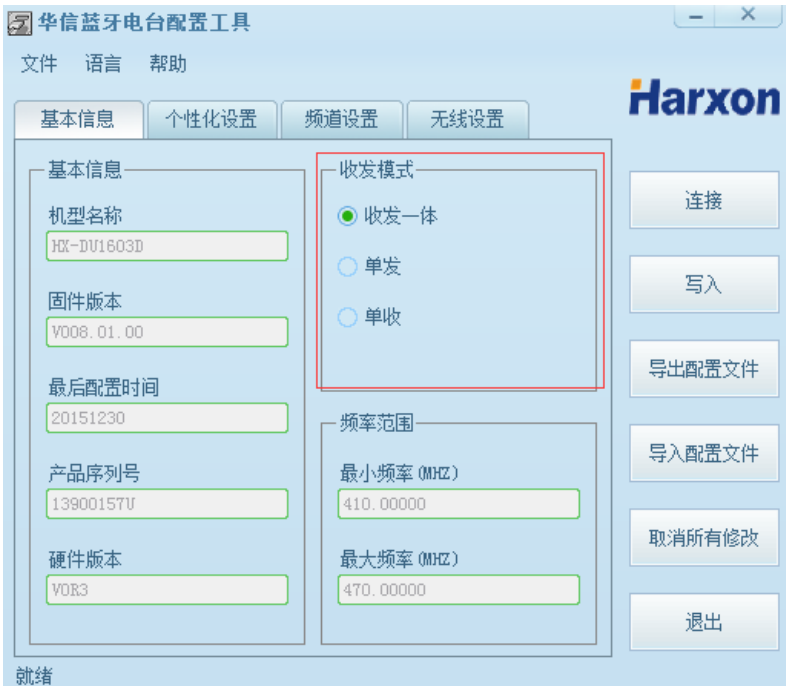 华信蓝牙电台配置工具
文件 语言 帮助
Harxon
基本信息 个性化设置 频道设置 无线设置
基本信息
机型名称
HX-DU1603D
固件版本
V008.01.00
最后配置时间
20151230
产品序列号
13900157U
硬件版本
VOR3
收发模式
收发一体
单发
单收
频率范围
最小频率(MHZ)
410.00000
最大频率(MHZ)
470.00000
连接
写入
导出配置文件
导入配置文件
取消所有修改
退出
就绪